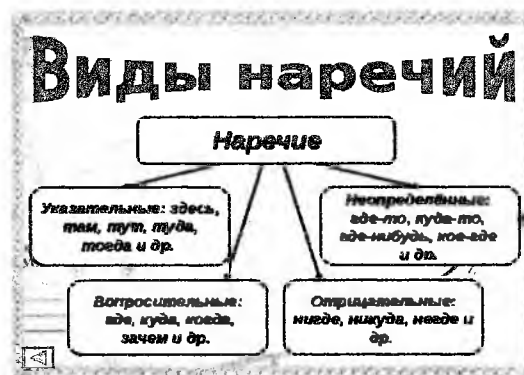 Виды наречий
Наречие
Указательные: здесь,
там, тут, туда,
тогда и др.
Неопределённые:
где-то, куда-то,
где-нибудь, кое-где
и др.
Вопросительные:
где, куда, когда,
зачем и др.
Отрицательные:
нигде, никуда, негде и
др.